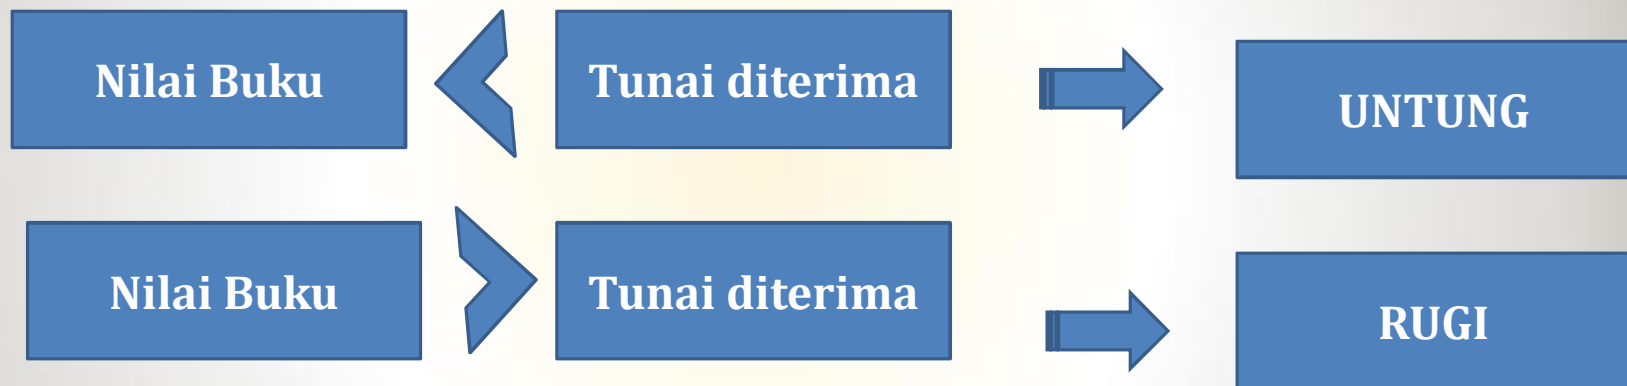 Nilai Buku
Tunai diterima
UNTUNG
Nilai Buku
Tunai diterima
RUGI